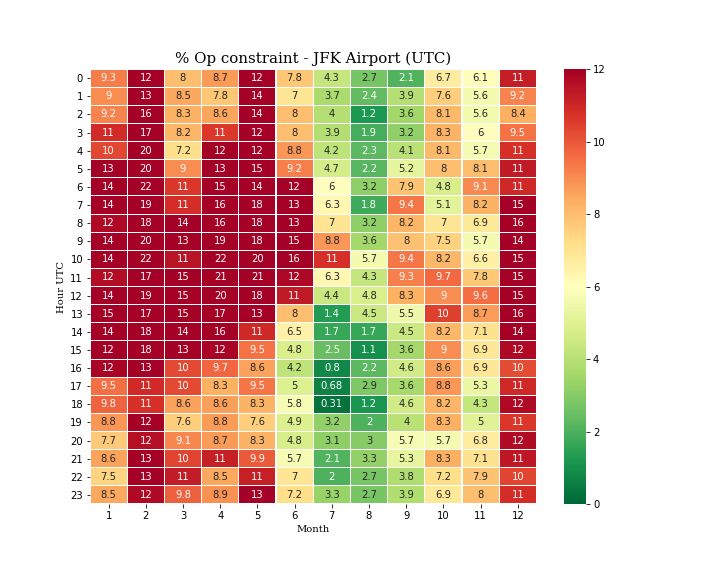 % Op constraint - JFK Airport (UTC)
0 9.3 12 8 8.7 12 7.8 4.3 2.7 2.1 6.7 6.1 11
1 9 13 8.5 7.8 14 7 3.7 2.4 3.9 7.6 5.6 9.2
2 9.2 16 8.3 8.6 14 8 4 1.2 3.6 8.1 5.6 8.4
3 11 17 8.2 11 12 8 3.9 1.9 3.2 8.3 6 9.5
4 10 20 7.2 12 12 8.8 4.2 2.3 4.1 8.1 5.7 11
5 13 20 9 13 15 9.2 4.7 2.2 5.2 8 8.1 11
6 14 22 11 15 14 12 6 3.2 7.9 4.8 9.1 11
7 14 19 11 16 18 13 6.3 1.8 9.4 5.1 8.2 15
8 12 18 14 16 18 13 7 3.2 8.2 7 6.9 16
9 14 20 13 19 18 15 8.8 3.6 8 7.5 5.7 14
10 14 22 11 22 20 16 11 5.7 9.4 8.2 6.6 15
11 12 17 15 21 21 12 6.3 4.3 9.3 9.7 7.8 15
12 14 19 15 20 18 11 4.4 4.8 8.3 9 9.6 15
13 15 17 15 17 13 8 1.4 4.5 5.5 10 8.7 16
14 14 18 14 16 11 6.5 1.7 1.7 4.5 8.2 7.1 14
15 12 18 13 12 9.5 4.8 2.5 1.1 3.6 9 6.9 12
16 12 13 10 9.7 8.6 4.2 0.8 2.2 4.6 8.6 6.9 10
17 9.5 11 10 8.3 9.5 5 0.68 2.9 3.6 8.8 5.3 11
18 9.8 11 8.6 8.6 8.3 5.8 0.31 1.2 4.6 8.2 4.3 12
19 8.8 12 7.6 8.8 7.6 4.9 3.2 2 4 8.3 5 11
20 7.7 12 9.1 8.7 8.3 4.8 3.1 3 5.7 5.7 6.8 12
21 8.6 13 10 11 9.9 5.7 2.1 3.3 5.3 8.3 7.1 11
22 7.5 13 11 8.5 11 7 2 2.7 3.8 7.2 7.9 10
23 8.5 12 9.8 8.9 13 7.2 3.3 2.7 3.9 6.9 8 11
1 2 3 4 5 6 7 8 9 10 11 12
Month
Hour UTC
12
10
8
6
4
2
0